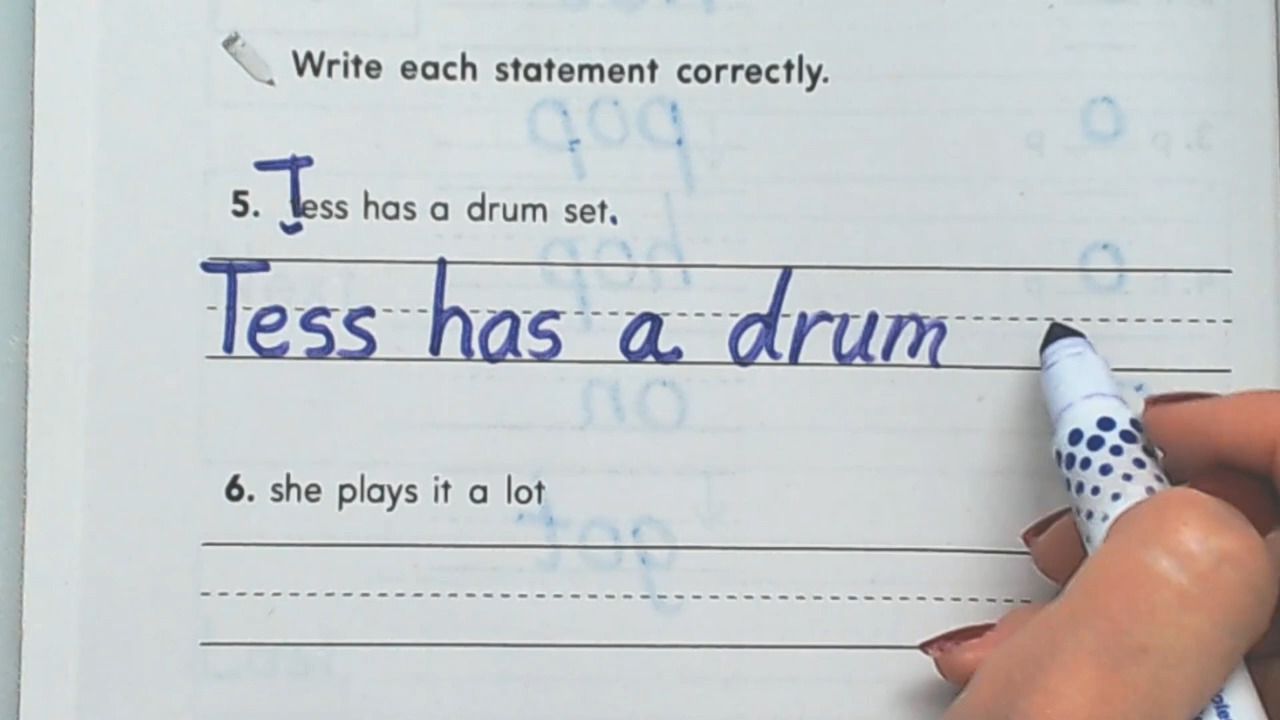 Write each statement correctly.
5. Tess has a drum set.
Tess has a drum
6. she plays it a lot